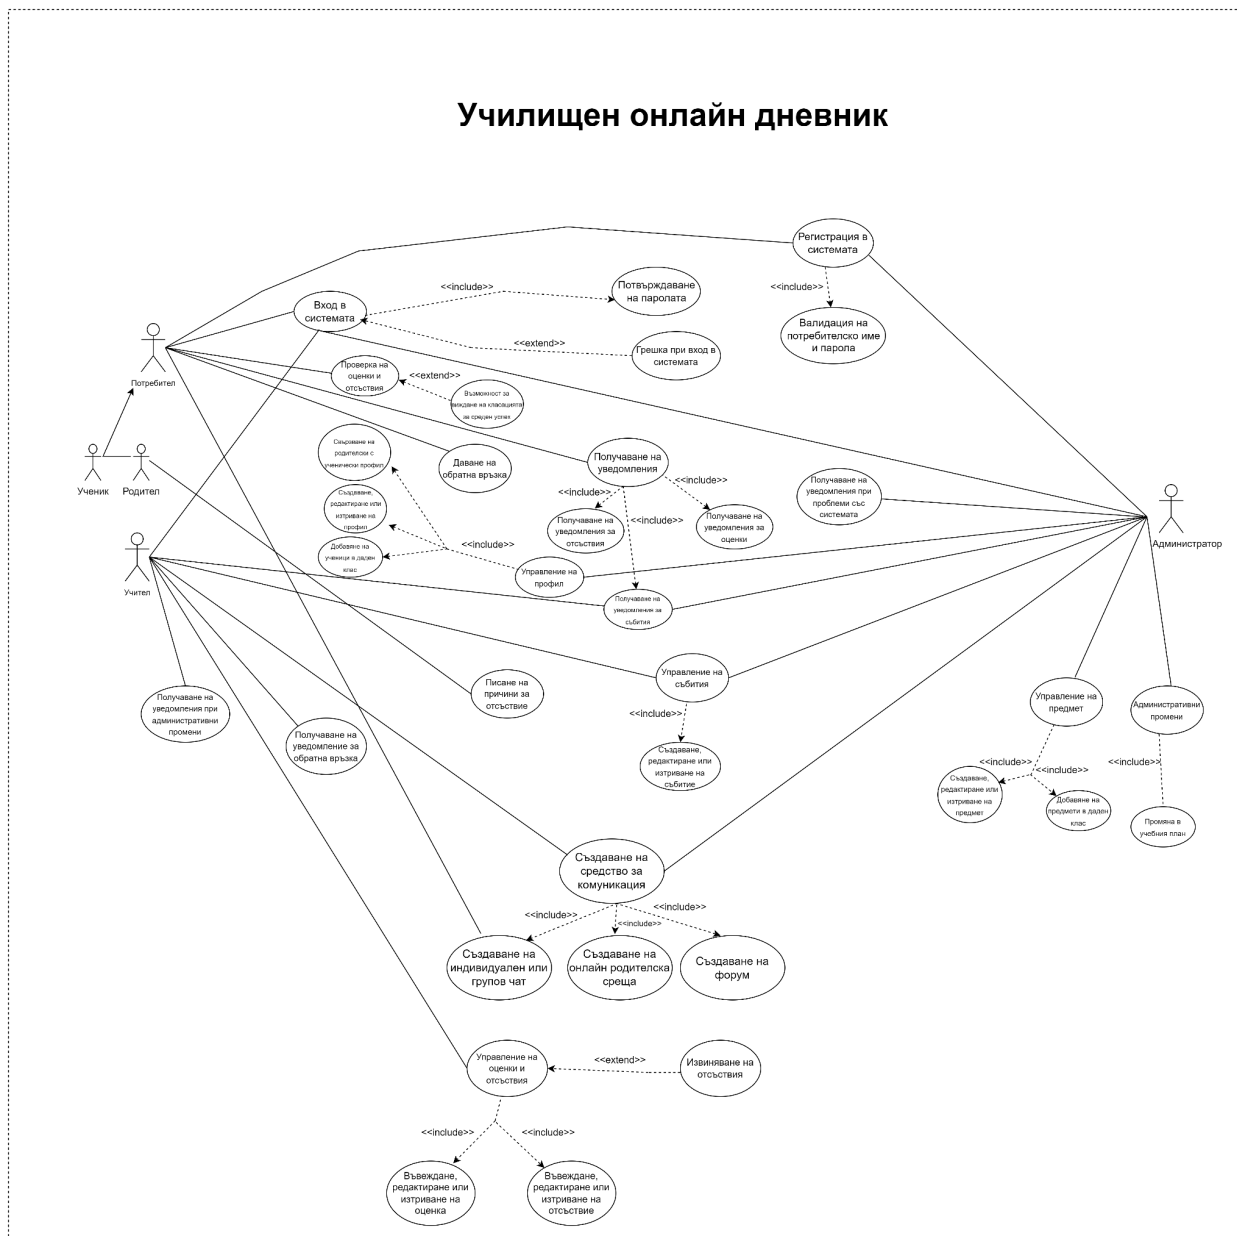 Училищен онлайн дневник
Регистрация в
системата
<<include>>
Валидация на
потребителско име
и парола
Вход в
системата
<<include>>
Потвърждаване
на паролата
<<extend>>
Грешка при вход в
системата
Потребител
Проверка на
оценки и
отсъствия
<<extend>>
Възможност за
виждане на класацията
за среден успех
Ученик
Родител
Свързване на
родителски с
ученически профил
Даване на
обратна връзка
Получаване на
уведомления
<<include>>
<<include>>
<<include>>
Получаване на
уведомления за
отсъствия
Получаване на
уведомления за
оценки
Получаване на
уведомления при
проблеми със
системата
Администратор
Създаване,
редактиране или
изтриване на
профил
Добавяне на
ученици в даден
клас
<<include>>
Управление на
профил
Учител
Получаване на
уведомления за
събития
Получаване на
уведомления при
административни
промени
Получаване на
уведомление за
обратна връзка
Писане на
причини за
отсъствие
Управление на
събития
<<include>>
Създаване,
редактиране или
изтриване на
събитие
Управление на
предмет
<<include>>
<<include>>
Създаване,
редактиране или
изтриване на
предмет
Добавяне на
предмети в даден
клас
Административни
промени
<<include>>
Промяна в
учебния план
Създаване на
средство за
комуникация
<<include>>
<<include>>
<<include>>
Създаване на
индивидуален или
групов чат
Създаване на
онлайн родителска
среща
Създаване на
форум
Управление на
оценки и
отсъствия
<<extend>>
Извиняване на
отсъствия
<<include>>
<<include>>
Въвеждане,
редактиране или
изтриване на
оценка
Въвеждане,
редактиране или
изтриване на
отсъствие